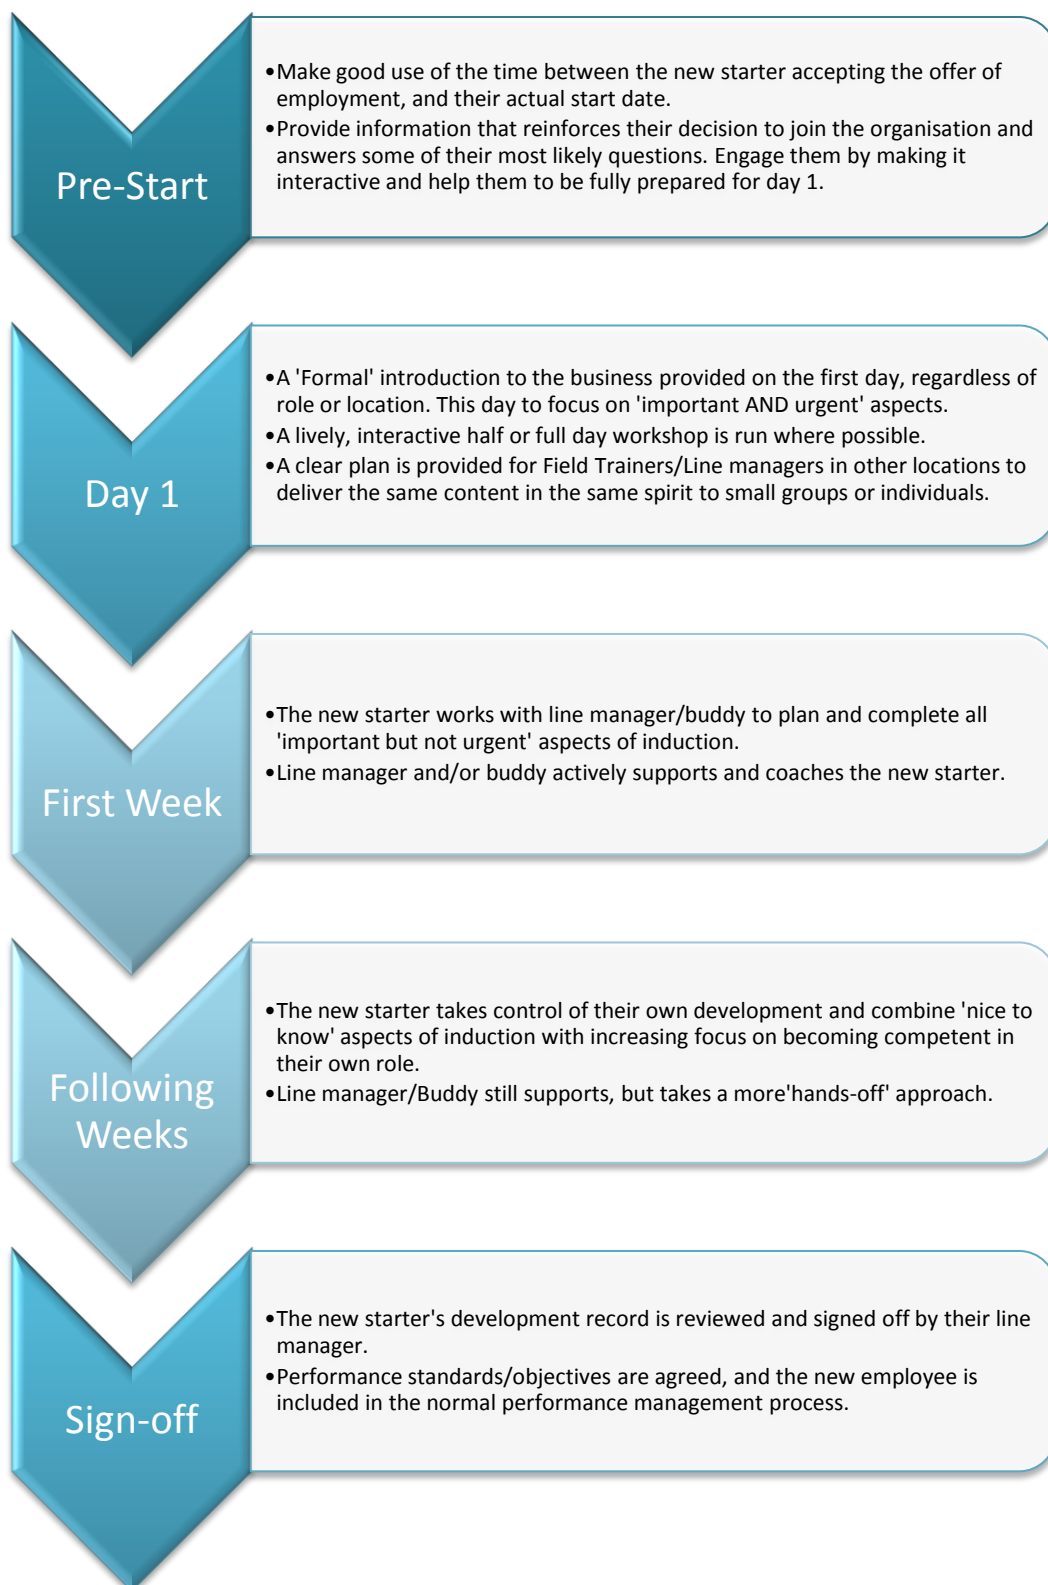 Pre-Start
•Make good use of the time between the new starter accepting the offer of
employment, and their actual start date.
•Provide information that reinforces their decision to join the organisation and
answers some of their most likely questions. Engage them by making it
interactive and help them to be fully prepared for day 1.
Day 1
•A 'Formal' introduction to the business provided on the first day, regardless of
role or location. This day to focus on 'important AND urgent' aspects.
•A lively, interactive half or full day workshop is run where possible.
•A clear plan is provided for Field Trainers/Line managers in other locations to
deliver the same content in the same spirit to small groups or individuals.
First Week
•The new starter works with line manager/buddy to plan and complete all
'important but not urgent' aspects of induction.
•Line manager and/or buddy actively supports and coaches the new starter.
Following
Weeks
•The new starter takes control of their own development and combine 'nice to
know' aspects of induction with increasing focus on becoming competent in
their own role.
•Line manager/Buddy still supports, but takes a more'hands-off' approach.
Sign-off
•The new starter's development record is reviewed and signed off by their line
manager.
•Performance standards/objectives are agreed, and the new employee is
included in the normal performance management process.